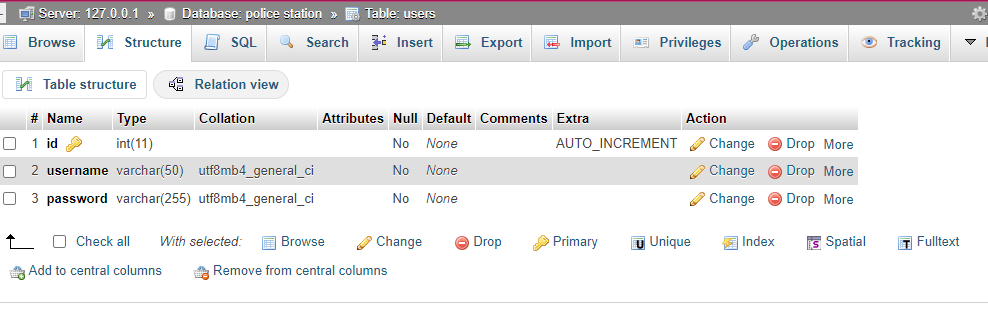 Server: 127.0.0.1 » Database: police station » Table: users
Browse Structure SQL Search Insert Export Import Privileges Operations Tracking
Table structure Relation view
# Name Type Collation Attributes Null Default Comments Extra Action
1 id int(11) No None AUTO_INCREMENT Change Drop More
2 username varchar(50) utf8mb4_general_ci No None Change Drop More
3 password varchar(255) utf8mb4_general_ci No None Change Drop More
Check all With selected: Browse Change Drop Primary Unique Index Spatial Fulltext
Add to central columns Remove from central columns